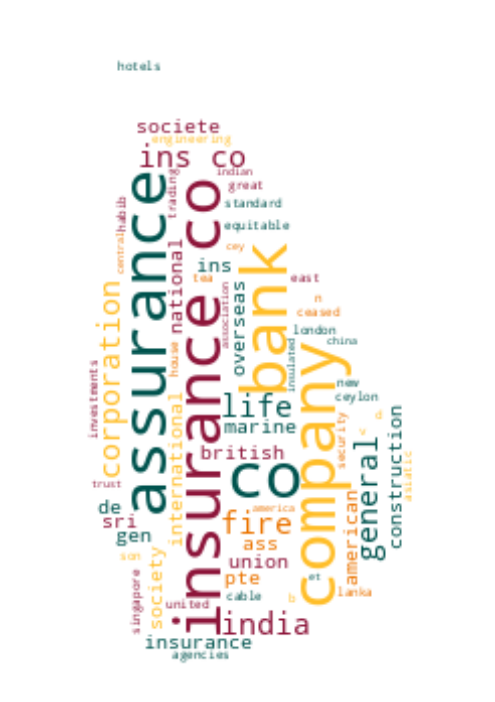 hotels
societe
engineering
ins co
indian
great
trading
habib
standard
assurance
insurance co
equitable
central
cey
national
bank
ins
tea
east
association
overseas
corporation
n
ceased
london
china
insulated
house
company
investments
new
ceylon
life
marine
international
d
v
security
general
construction
british
asiatic
co
trust
de
sri
gen
america
fire
american
ass
son
society
union
pte
et
singapore
cable
b
lanka
united
india
insurance
agencies